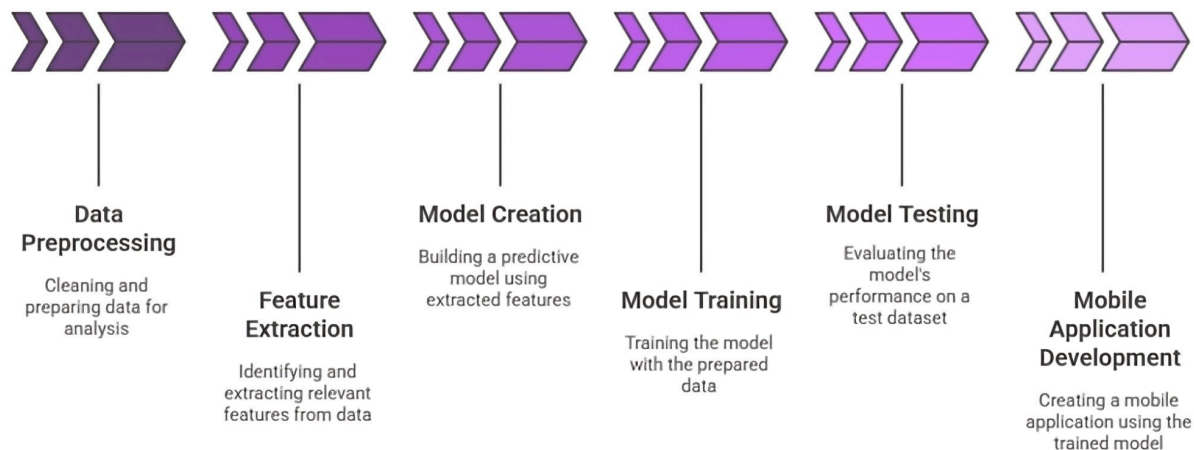 Data
Preprocessing
Cleaning and
preparing data for
analysis
Feature
Extraction
Identifying and
extracting relevant
features from data
Model Creation
Building a predictive
model using
extracted features
Model Training
Training the model
with the prepared
data
Model Testing
Evaluating the
model's
performance on a
test dataset
Mobile
Application
Development
Creating a mobile
application using the
trained model